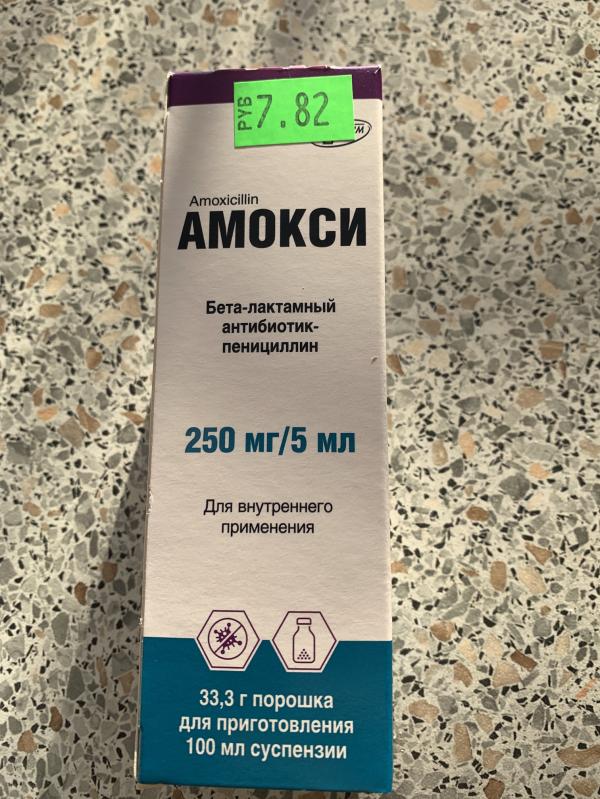 РУБ 7.82
Amoxicillin
АМОКСИ
Бета-лактамный
антибиотик-
пенициллин
250 мг/5 мл
Для внутреннего
применения
33,3 г порошка
для приготовления
100 мл суспензии